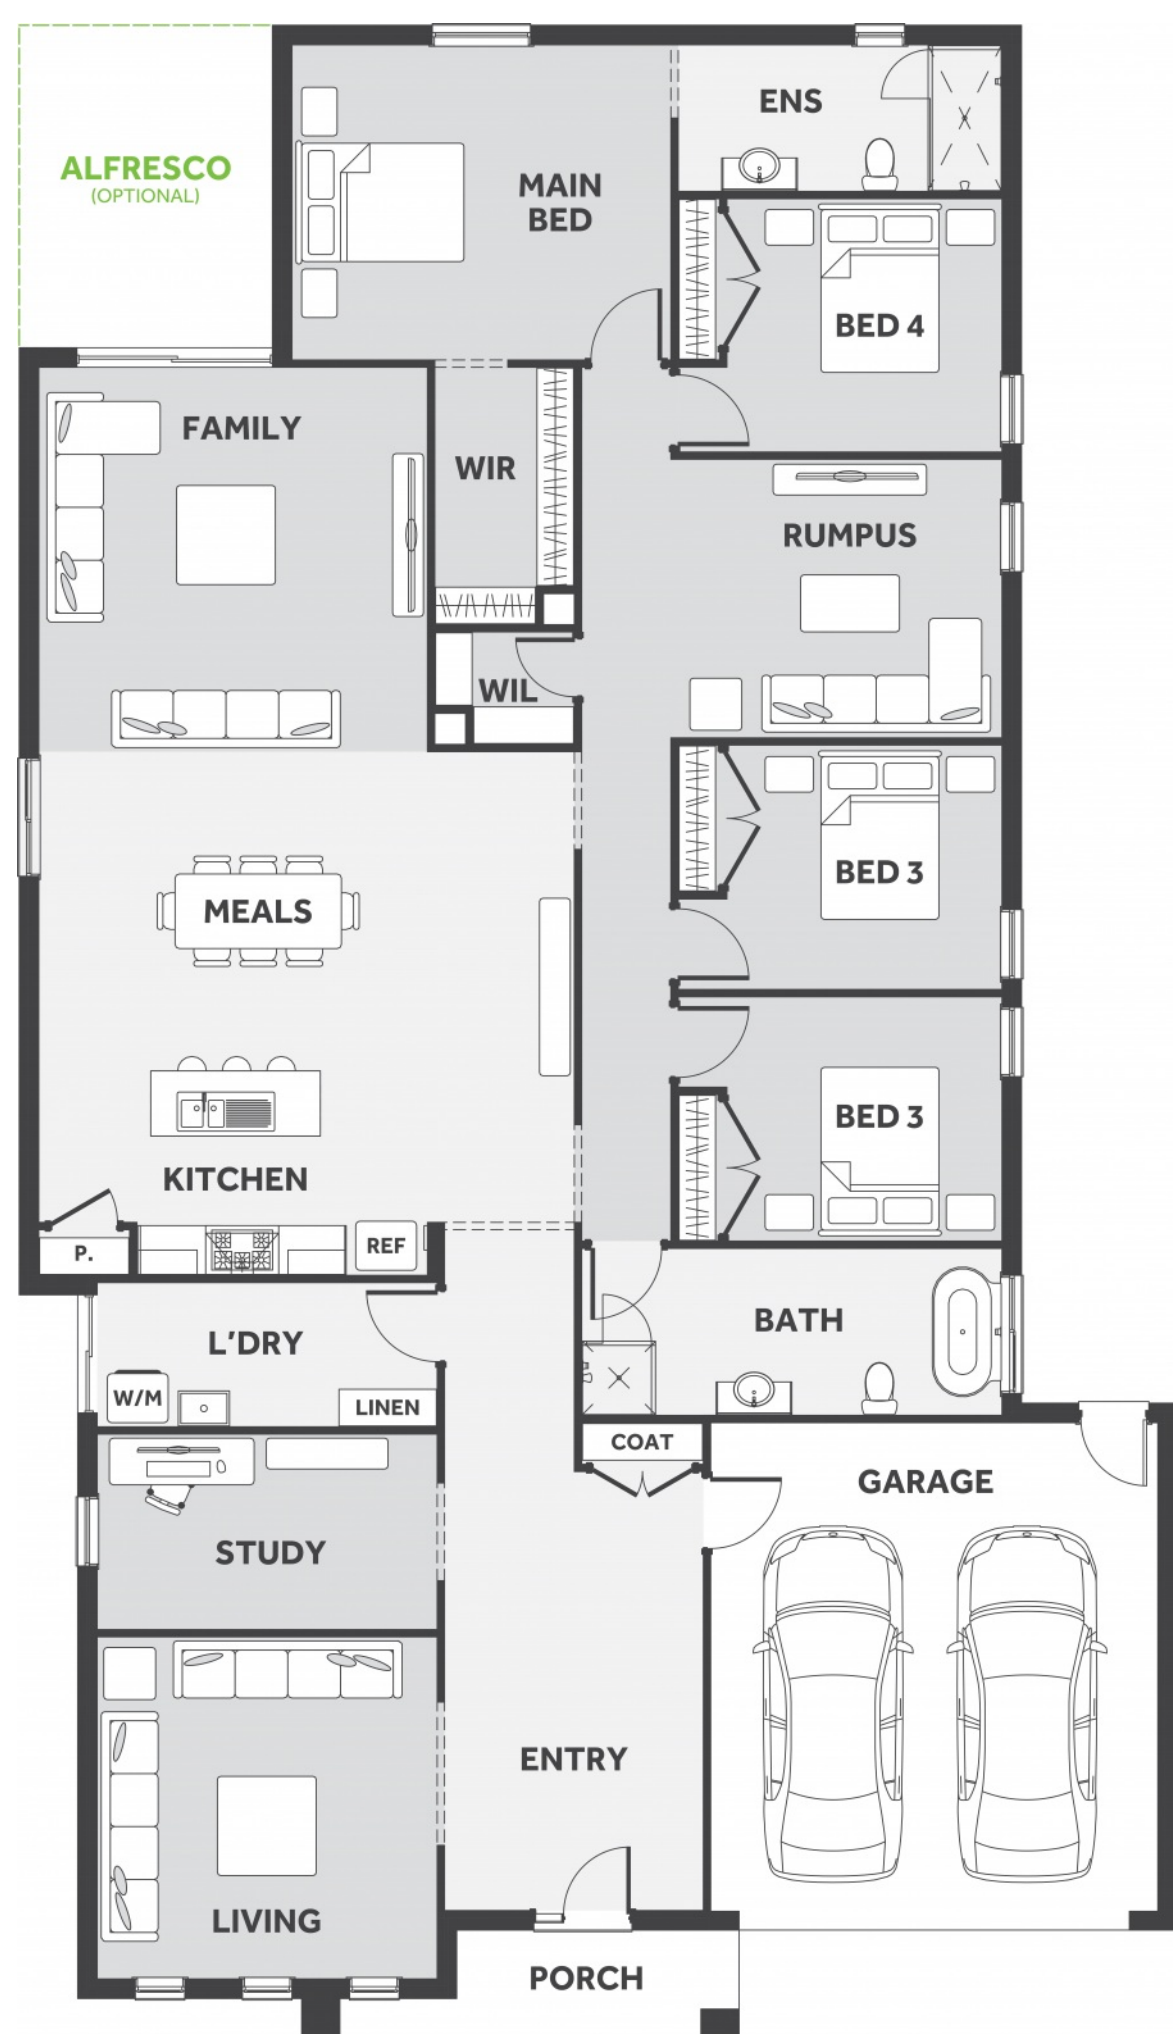 ALFRESCO
(OPTIONAL)
ENS
MAIN
BED
BED 4
FAMILY
WIR
RUMPUS
WIL
BED 3
MEALS
BED 3
KITCHEN
P.
REF
BATH
L'DRY
W/M
LINEN
COAT
GARAGE
STUDY
ENTRY
LIVING
PORCH